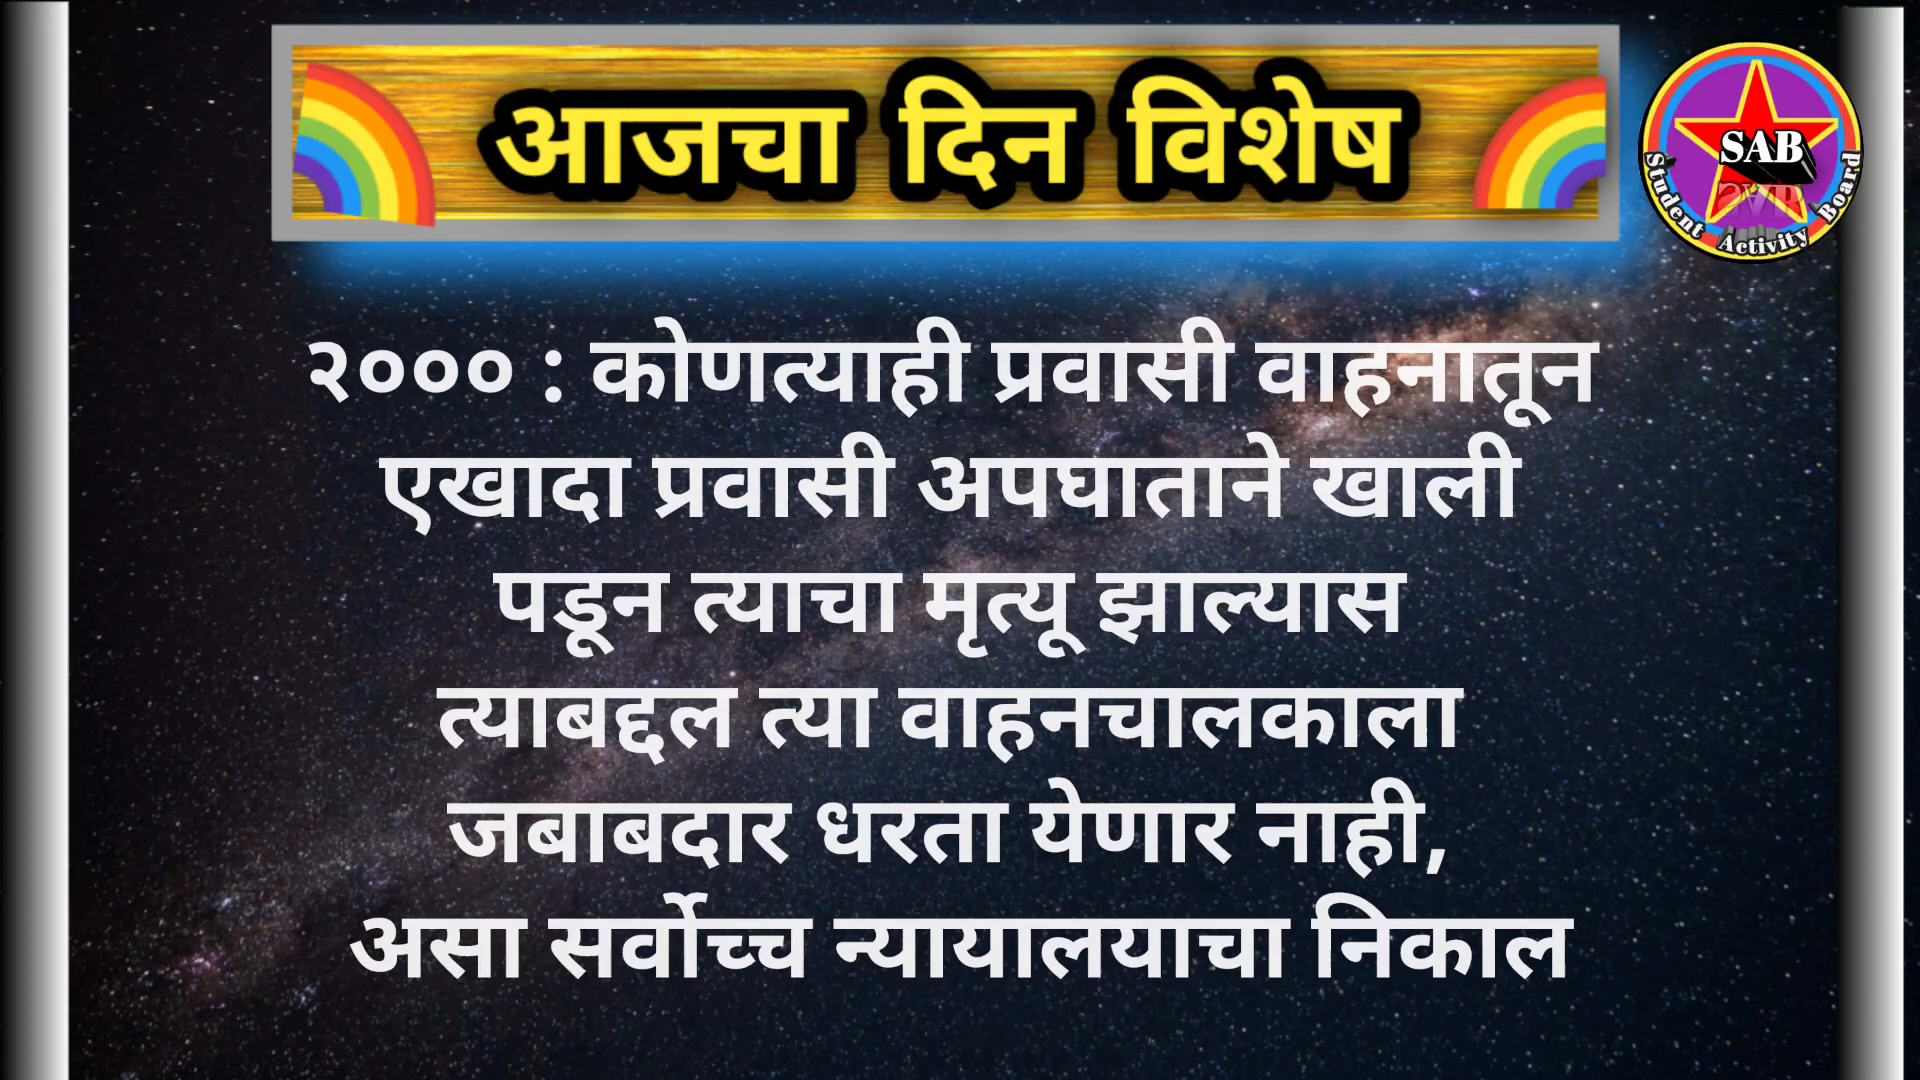 आजचा दिन विशेष
SAB
Student Activity Board
२००० : कोणत्याही प्रवासी वाहनातून
एखादा प्रवासी अपघाताने खाली
पडून त्याचा मृत्यू झाल्यास
त्याबद्दल त्या वाहनचालकाला
जबाबदार धरता येणार नाही,
असा सर्वोच्च न्यायालयाचा निकाल